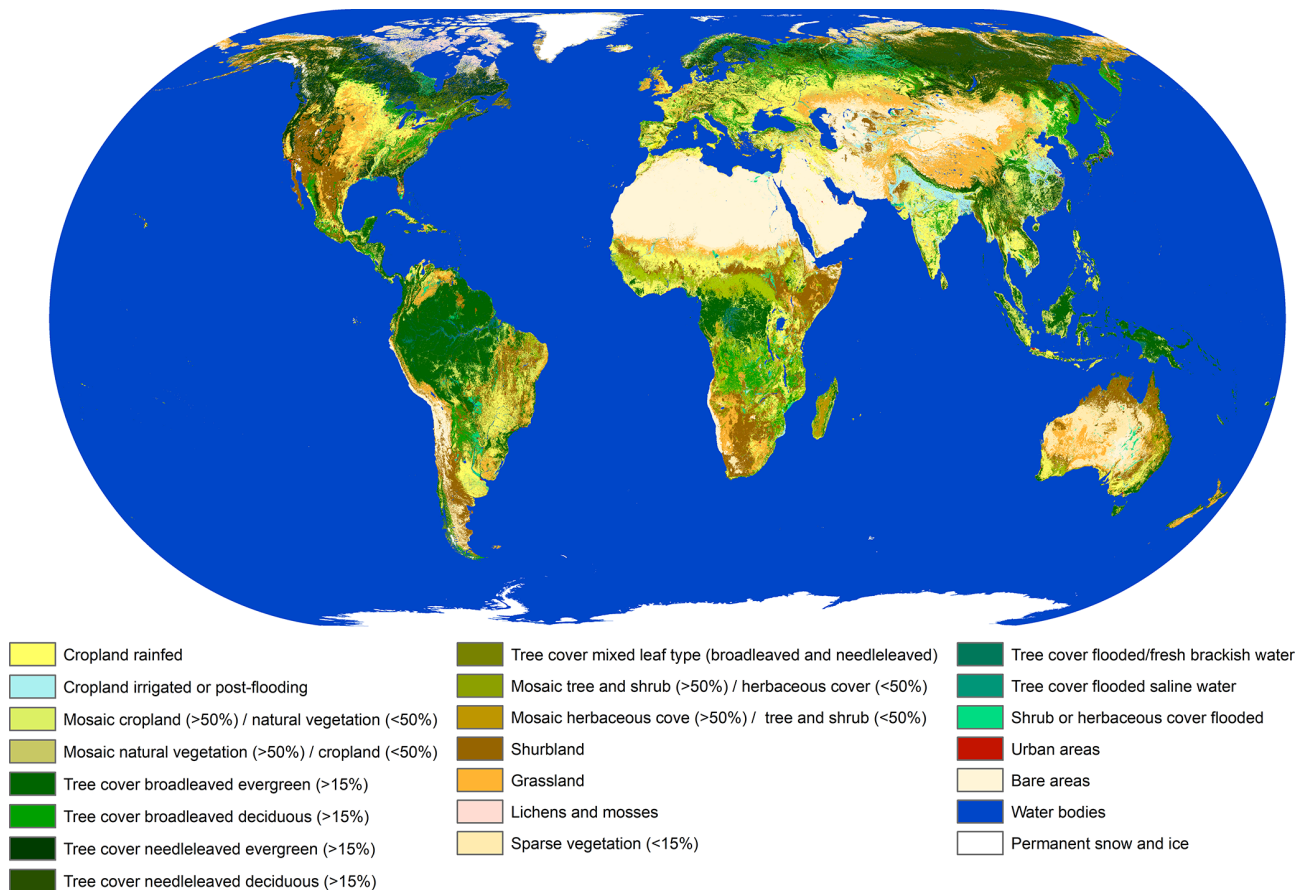 Cropland rainfed
Cropland irrigated or post-flooding
Mosaic cropland (>50%) / natural vegetation (<50%)
Mosaic natural vegetation (>50%) / cropland (<50%)
Tree cover broadleaved evergreen (>15%)
Tree cover broadleaved deciduous (>15%)
Tree cover needleleaved evergreen (>15%)
Tree cover needleleaved deciduous (>15%)
Tree cover mixed leaf type (broadleaved and needleleaved)
Mosaic tree and shrub (>50%) / herbaceous cover (<50%)
Mosaic herbaceous cove (>50%) / tree and shrub (<50%)
Shurbland
Grassland
Lichens and mosses
Sparse vegetation (<15%)
Tree cover flooded/fresh brackish water
Tree cover flooded saline water
Shrub or herbaceous cover flooded
Urban areas
Bare areas
Water bodies
Permanent snow and ice